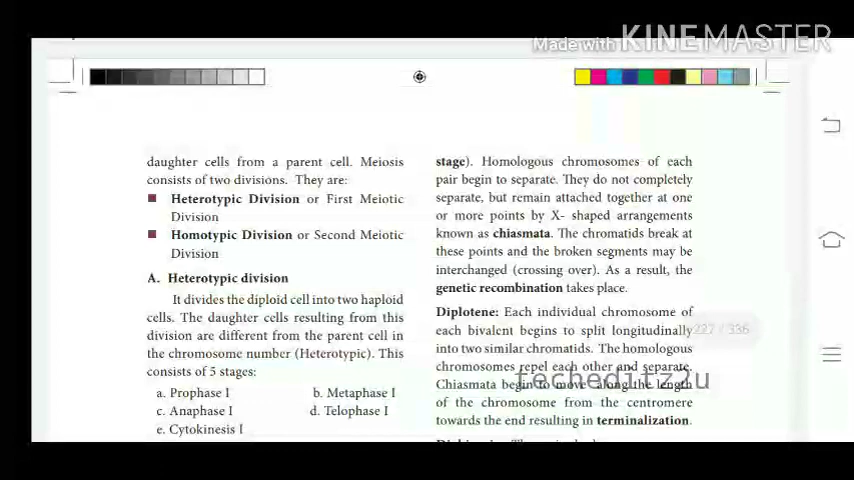 Made with KINEMASTER
daughter cells from a parent cell. Meiosis
consists of two divisions. They are:
Heterotypic Division or First Meiotic
Division
Homotypic Division or Second Meiotic
Division
A. Heterotypic division
It divides the diploid cell into two haploid
cells. The daughter cells resulting from this
division are different from the parent cell in
the chromosome number (Heterotypic). This
consists of 5 stages:
a. Prophase I b. Metaphase I
c. Anaphase I d. Telophase I
e. Cytokinesis I
stage). Homologous chromosomes of each
pair begin to separate. They do not completely
separate, but remain attached together at one
or more points by X- shaped arrangements
known as chiasmata. The chromatids break at
these points and the broken segments may be
interchanged (crossing over). As a result, the
genetic recombination takes place.
Diplotene: Each individual chromosome of
each bivalent begins to split longitudinally
into two similar chromatids. The homologous
chromosomes repel each other and separate.
Chiasmata begin to move along the length
of the chromosome from the centromere
towards the end resulting in terminalization.
227 / 336
techeditz2u